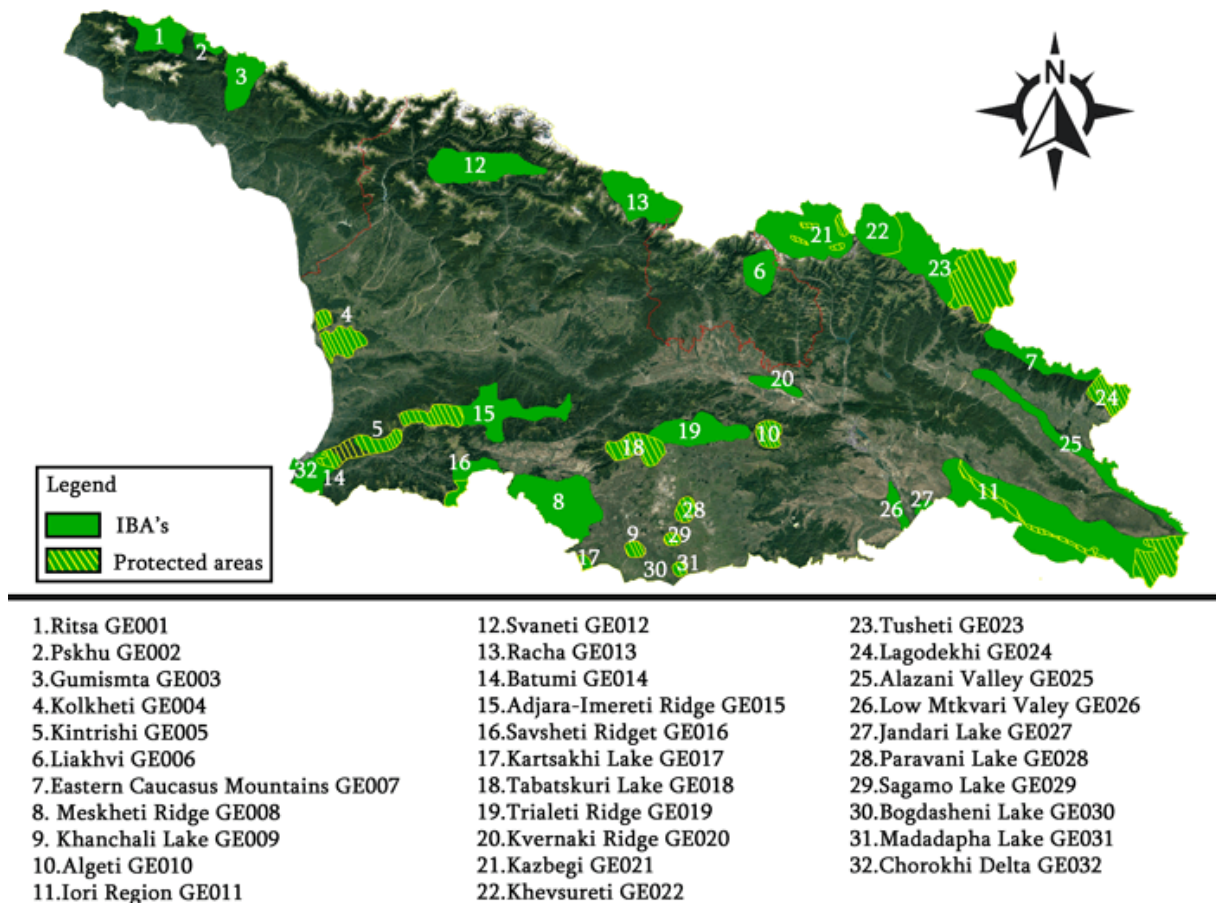 N
1
2
3
12
13
21
22
6
23
4
7
20
24
15
5
19
10
18
25
32
14
16
8
11
28
26
27
29
9
17
30
31
Legend
IBA's
Protected areas
1.Ritsa GE001
2.Pskhu GE002
3.Gumismta GE003
4.Kolkheti GE004
5.Kintrishi GE005
6.Liakhvi GE006
7.Eastern Caucasus Mountains GE007
8. Meskheti Ridge GE008
9. Khanchali Lake GE009
10.Algeti GE010
11.Iori Region GE011
12.Svaneti GE012
13.Racha GE013
14.Batumi GE014
15.Adjara-Imereti Ridge GE015
16.Savsheti Ridget GE016
17.Kartsakhi Lake GE017
18.Tabatskuri Lake GE018
19.Trialeti Ridge GE019
20.Kvernaki Ridge GE020
21.Kazbegi GE021
22.Khevsureti GE022
23.Tusheti GE023
24.Lagodekhi GE024
25.Alazani Valley GE025
26.Low Mtkvari Valey GE026
27.Jandari Lake GE027
28.Paravani Lake GE028
29.Sagamo Lake GE029
30.Bogdasheni Lake GE030
31.Madadapha Lake GE031
32.Chorokhi Delta GE032